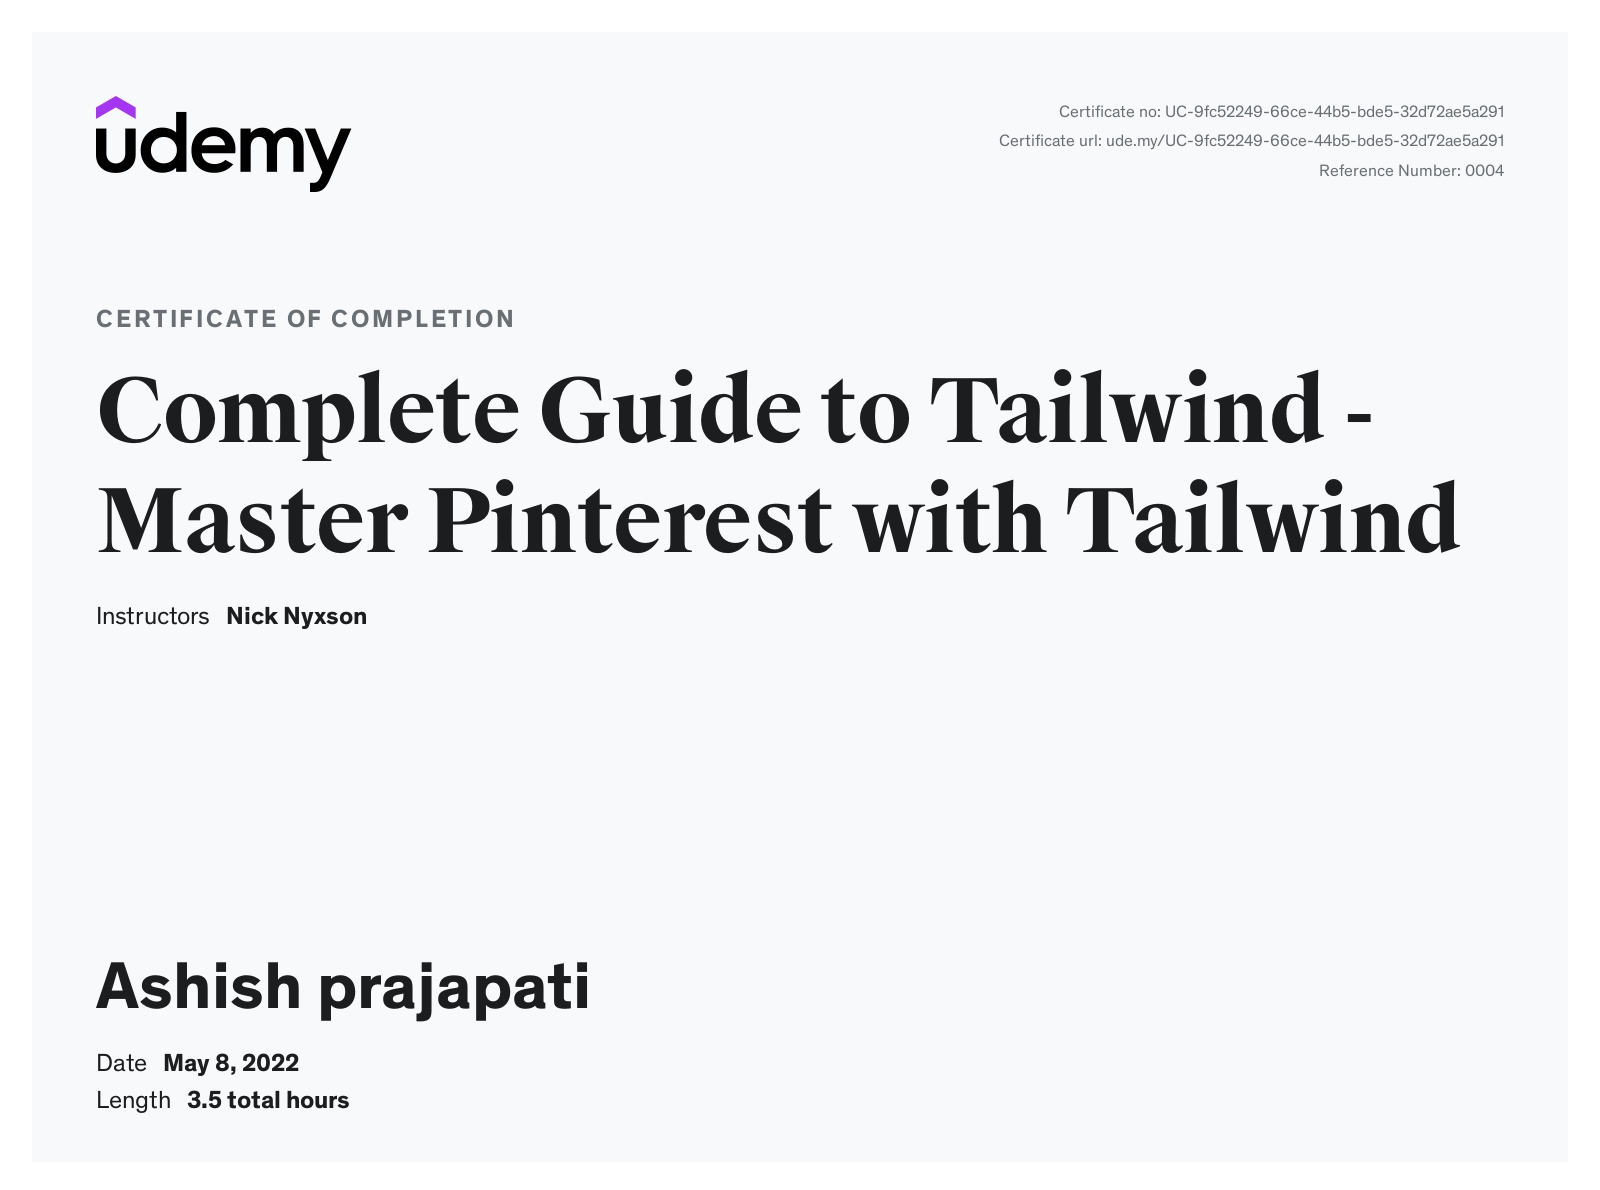 udemy
Certificate no: UC-9fc52249-66ce-44b5-bde5-32d72ae5a291
Certificate url: ude.my/UC-9fc52249-66ce-44b5-bde5-32d72ae5a291
Reference Number: 0004
CERTIFICATE OF COMPLETION
Complete Guide to Tailwind -
Master Pinterest with Tailwind
Instructors Nick Nyxson
Ashish prajapati
Date May 8, 2022
Length 3.5 total hours